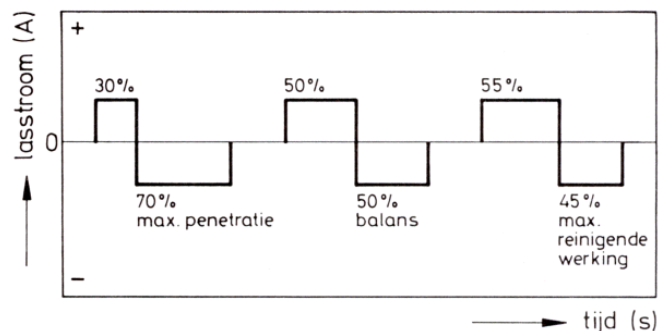 lasstroom (A)
+
0
−
30%
70%
max. penetratie
50%
50%
balans
55%
45%
max.
reinigende
werking
tijd (s)